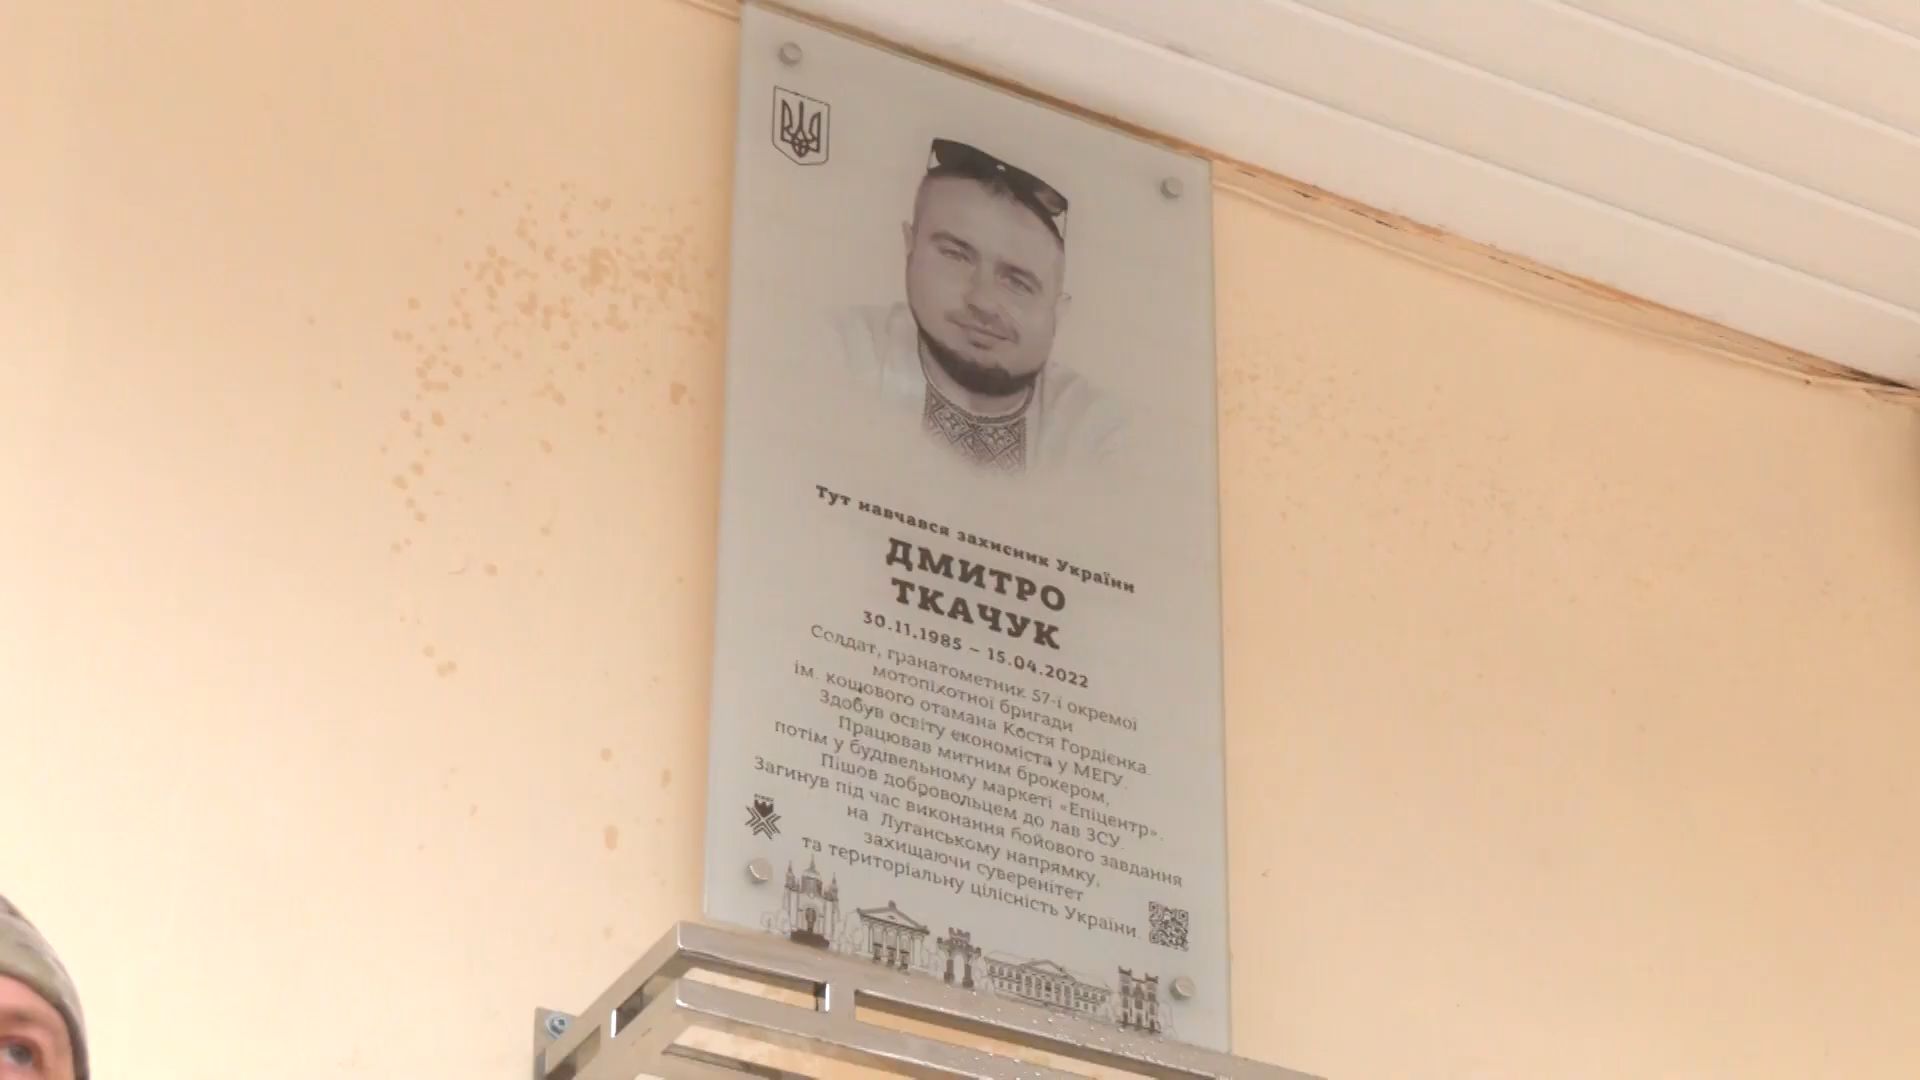 Тут навчався захисник України
ДМИТРО
ТКАЧУК
30.11.1985 – 15.04.2022
Солдат, гранатометник 57-ї окремої
мотопіхотної бригади
ім. кошового отамана Костя Гордієнка.
Здобув освіту економіста у МЕГУ.
Працював митним брокером,
потім у будівельному маркеті «Епіцентр».
Пішов добровольцем до лав ЗСУ.
Загинув під час виконання бойового завдання
на Луганському напрямку,
захищаючи суверенітет
та територіальну цілісність України.